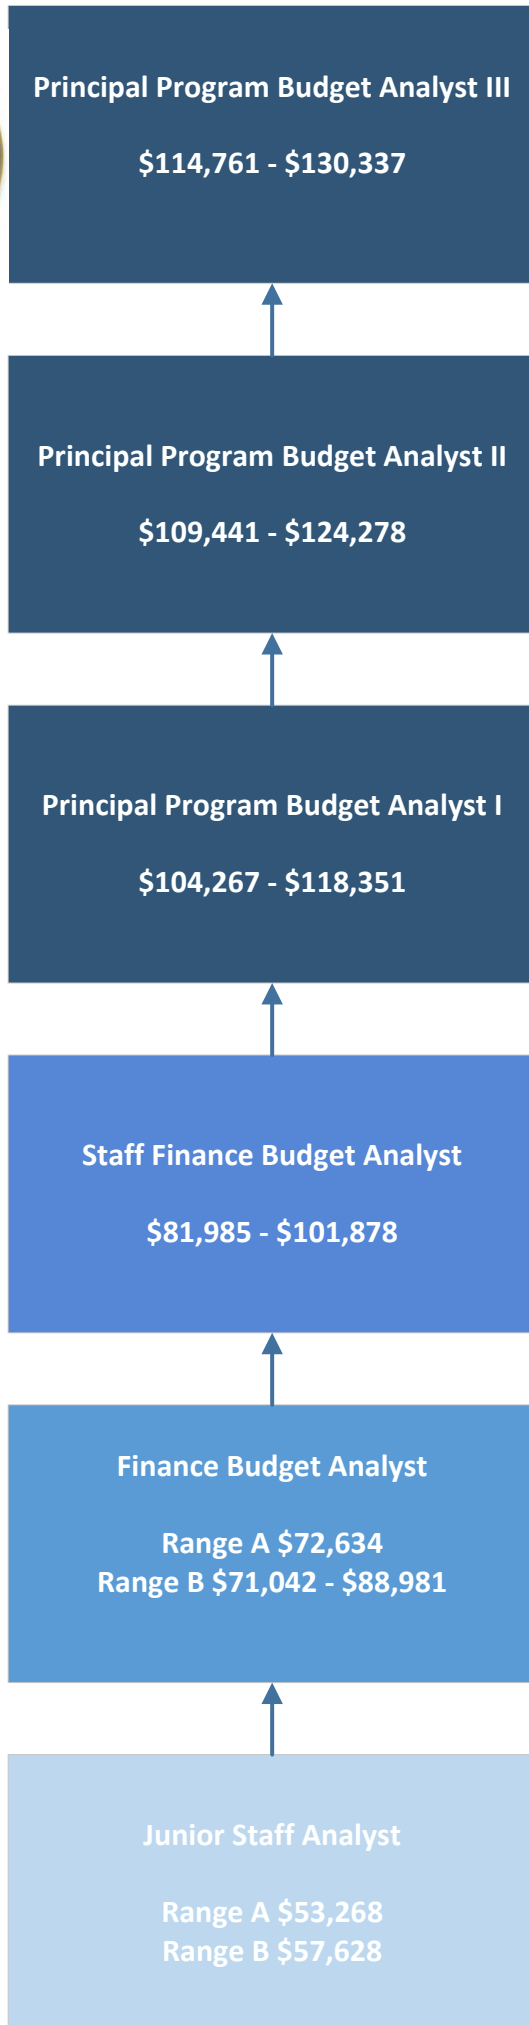 Principal Program Budget Analyst III
$114,761 - $130,337
Principal Program Budget Analyst II
$109,441 - $124,278
Principal Program Budget Analyst I
$104,267 - $118,351
Staff Finance Budget Analyst
$81,985 - $101,878
Finance Budget Analyst
Range A $72,634
Range B $71,042 - $88,981
Junior Staff Analyst
Range A $53,268
Range B $57,628